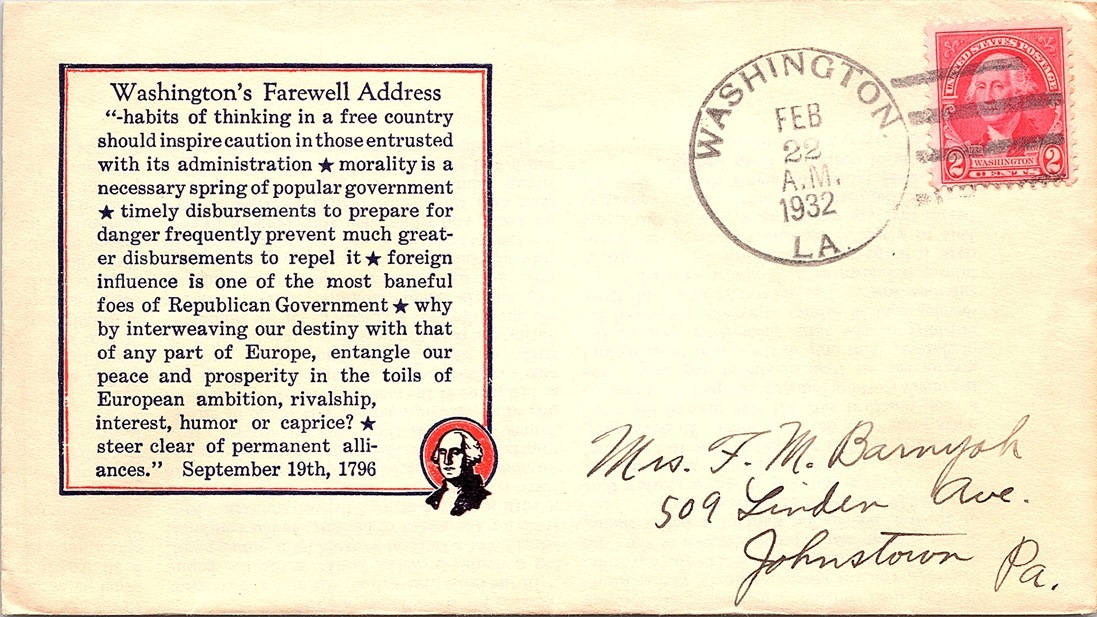 Washington's Farewell Address
"-habits of thinking in a free country
should inspire caution in those entrusted
with its administration ★ morality is a
necessary spring of popular government
★ timely disbursements to prepare for
danger frequently prevent much great-
er disbursements to repel it ★ foreign
influence is one of the most baneful
foes of Republican Government ★ why
by interweaving our destiny with that
of any part of Europe, entangle our
peace and prosperity in the toils of
European ambition, rivalship,
interest, humor or caprice? ★
steer clear of permanent alli-
ances." September 19th, 1796
WASHINGTON
FEB
22
A.M.
1932
LA.
UNITED STATES POSTAGE
2 WASHINGTON 2
CENTS
Mrs. F. M.
509 Linden Ave.
Johnstown Pa.